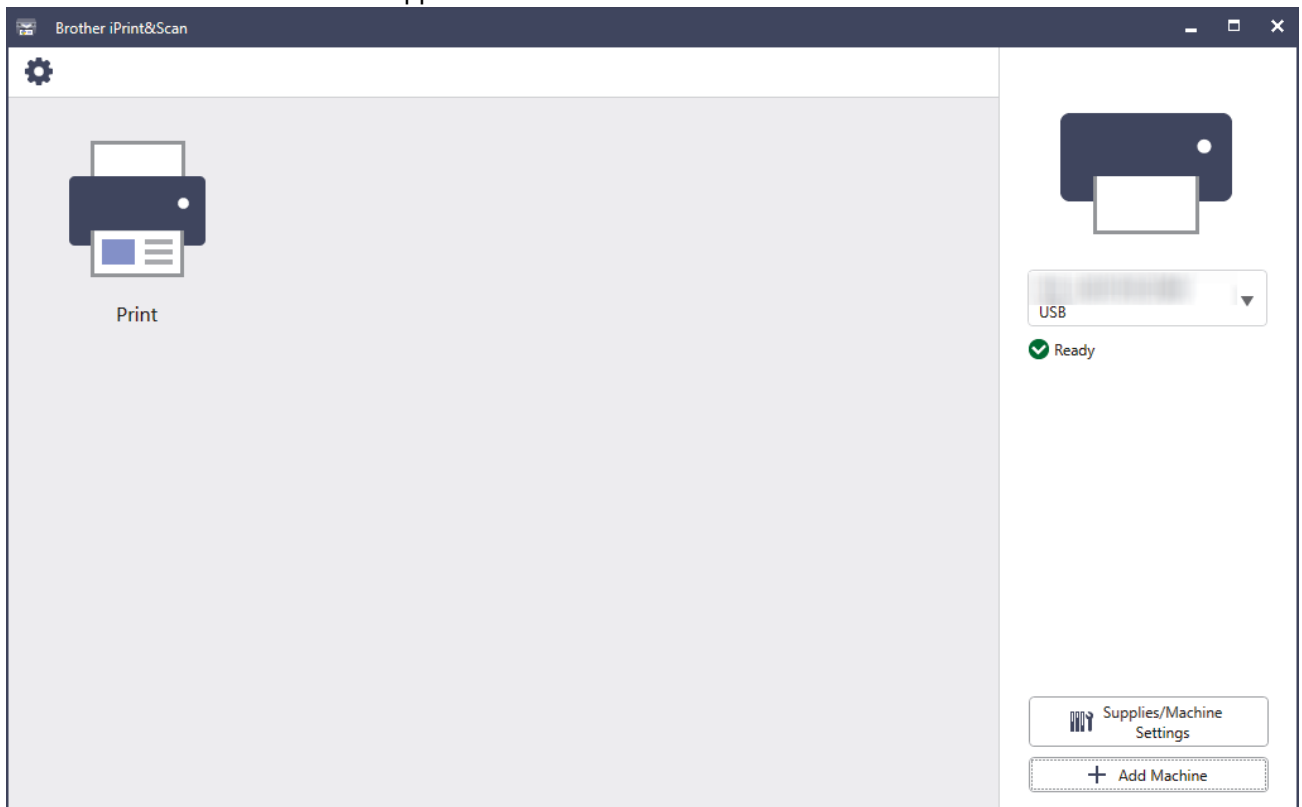 Brother iPrint&Scan
Print
USB
Ready
Supplies/Machine
Settings
Add Machine